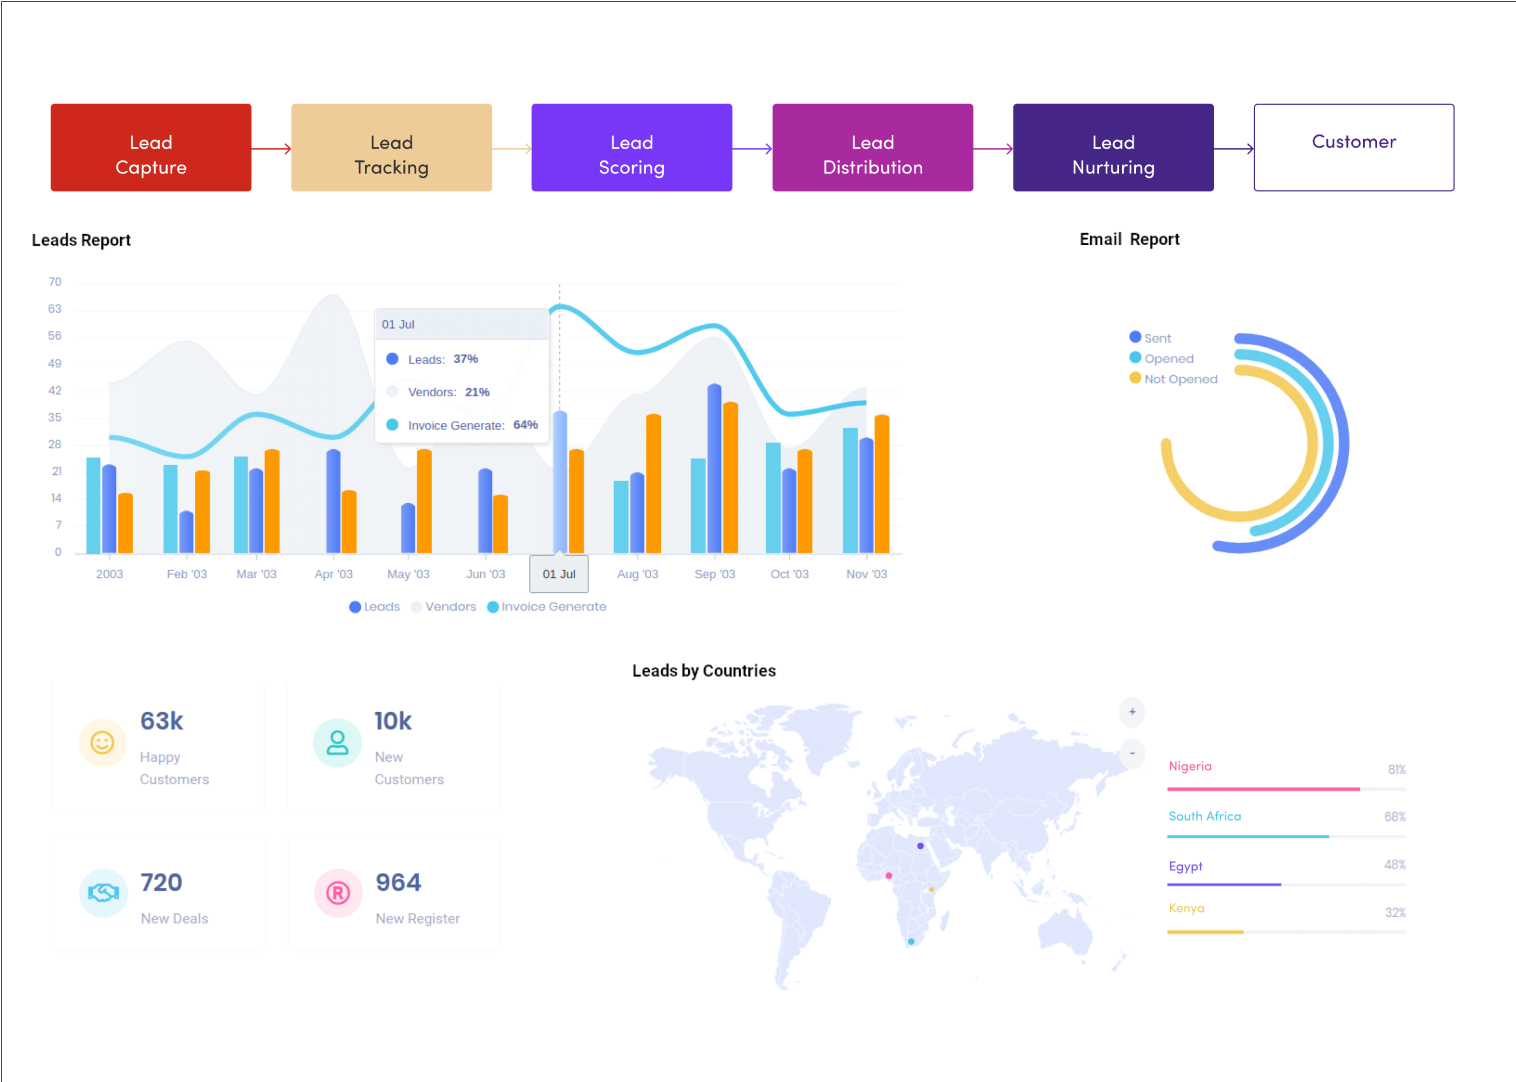 Lead
Capture
Lead
Tracking
Lead
Scoring
Lead
Distribution
Lead
Nurturing
Customer
Leads Report
Email  Report
70
63
56
49
42
35
28
21
14
7
0
01 Jul
Leads: 37%
Vendors: 21%
Invoice Generate: 64%
2003
Feb '03
Mar '03
Apr '03
May '03
Jun '03
01 Jul
Aug '03
Sep '03
Oct '03
Nov '03
Leads
Vendors
Invoice Generate
Sent
Opened
Not Opened
63k
Happy
Customers
10k
New
Customers
720
New Deals
964
R
New Register
Leads by Countries
+
-
Nigeria 81%
South Africa 68%
Egypt 48%
Kenya 32%